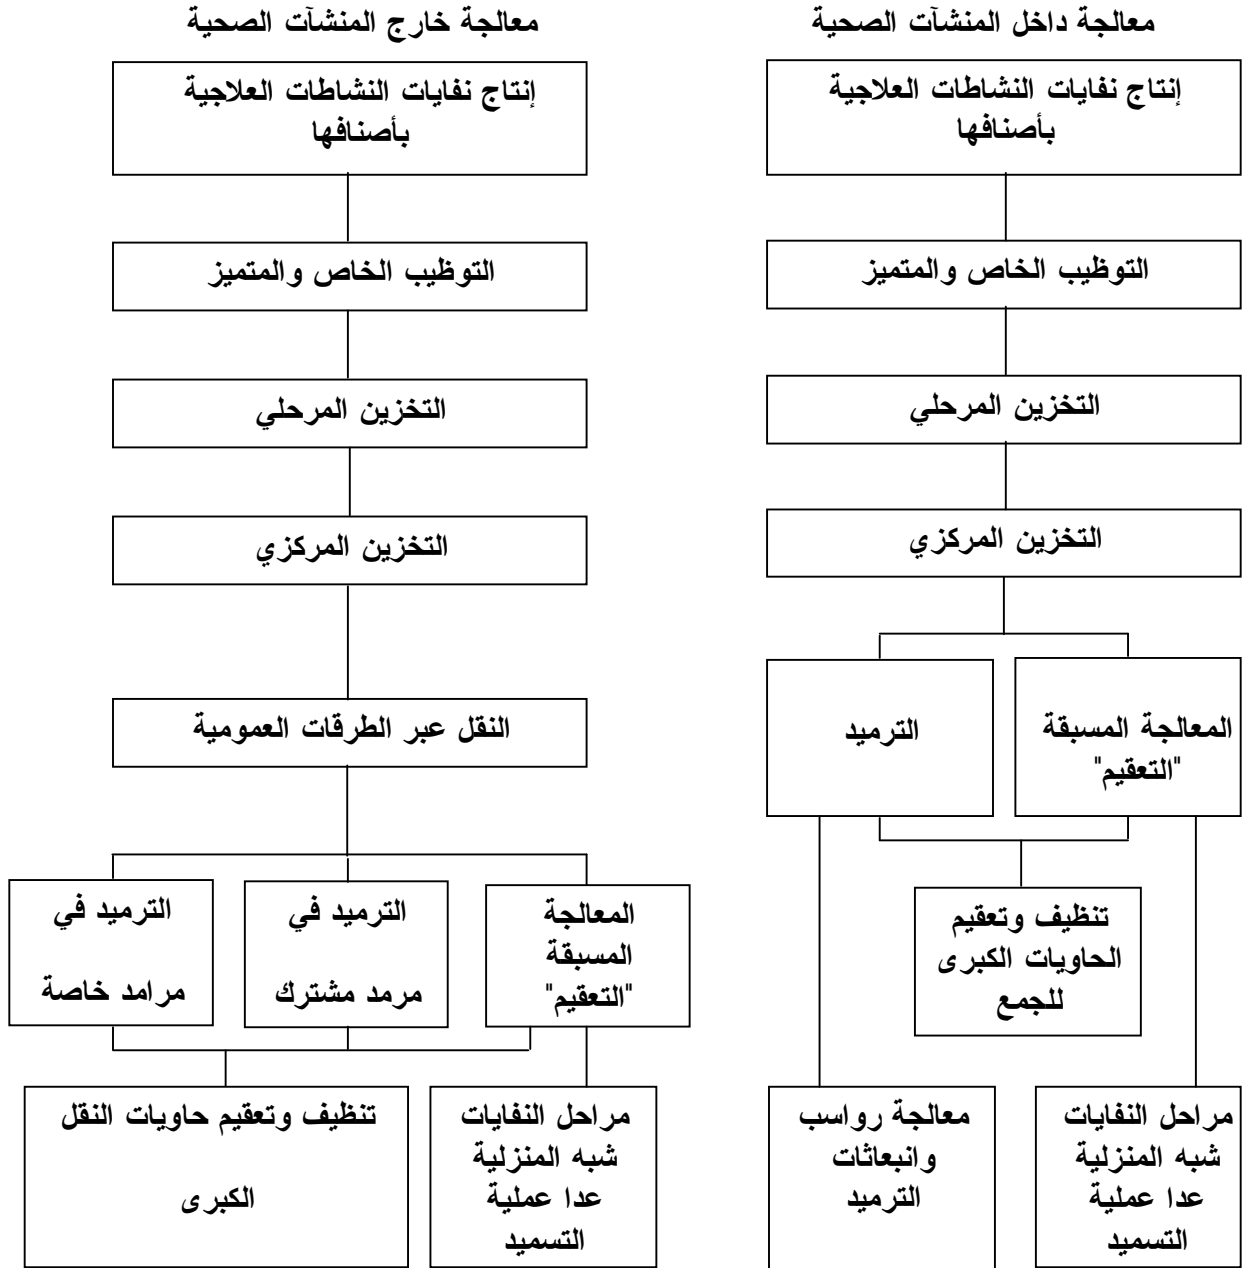 معالجة داخل المنشآت الصحية
إنتاج نفايات النشاطات العلاجية
بأصنافها
التوظيب الخاص والمتميز
التخزين المرحلي
التخزين المركزي
المعالجة المسبقة
"التعقيم"
الترميد
تنظيف وتعقيم
الحاويات الكبرى
للجمع
مراحل النفايات
شبه المنزلية
عدا عملية
التسميد
معالجة رواسب
وانبعاثات
الترميد
معالجة خارج المنشآت الصحية
إنتاج نفايات النشاطات العلاجية
بأصنافها
التوظيب الخاص والمتميز
التخزين المرحلي
التخزين المركزي
النقل عبر الطرقات العمومية
المعالجة
المسبقة
"التعقيم"
الترميد في
مرمد مشترك
الترميد في
مرامد خاصة
مراحل النفايات
شبه المنزلية
عدا عملية
التسميد
تنظيف وتعقيم حاويات النقل
الكبرى